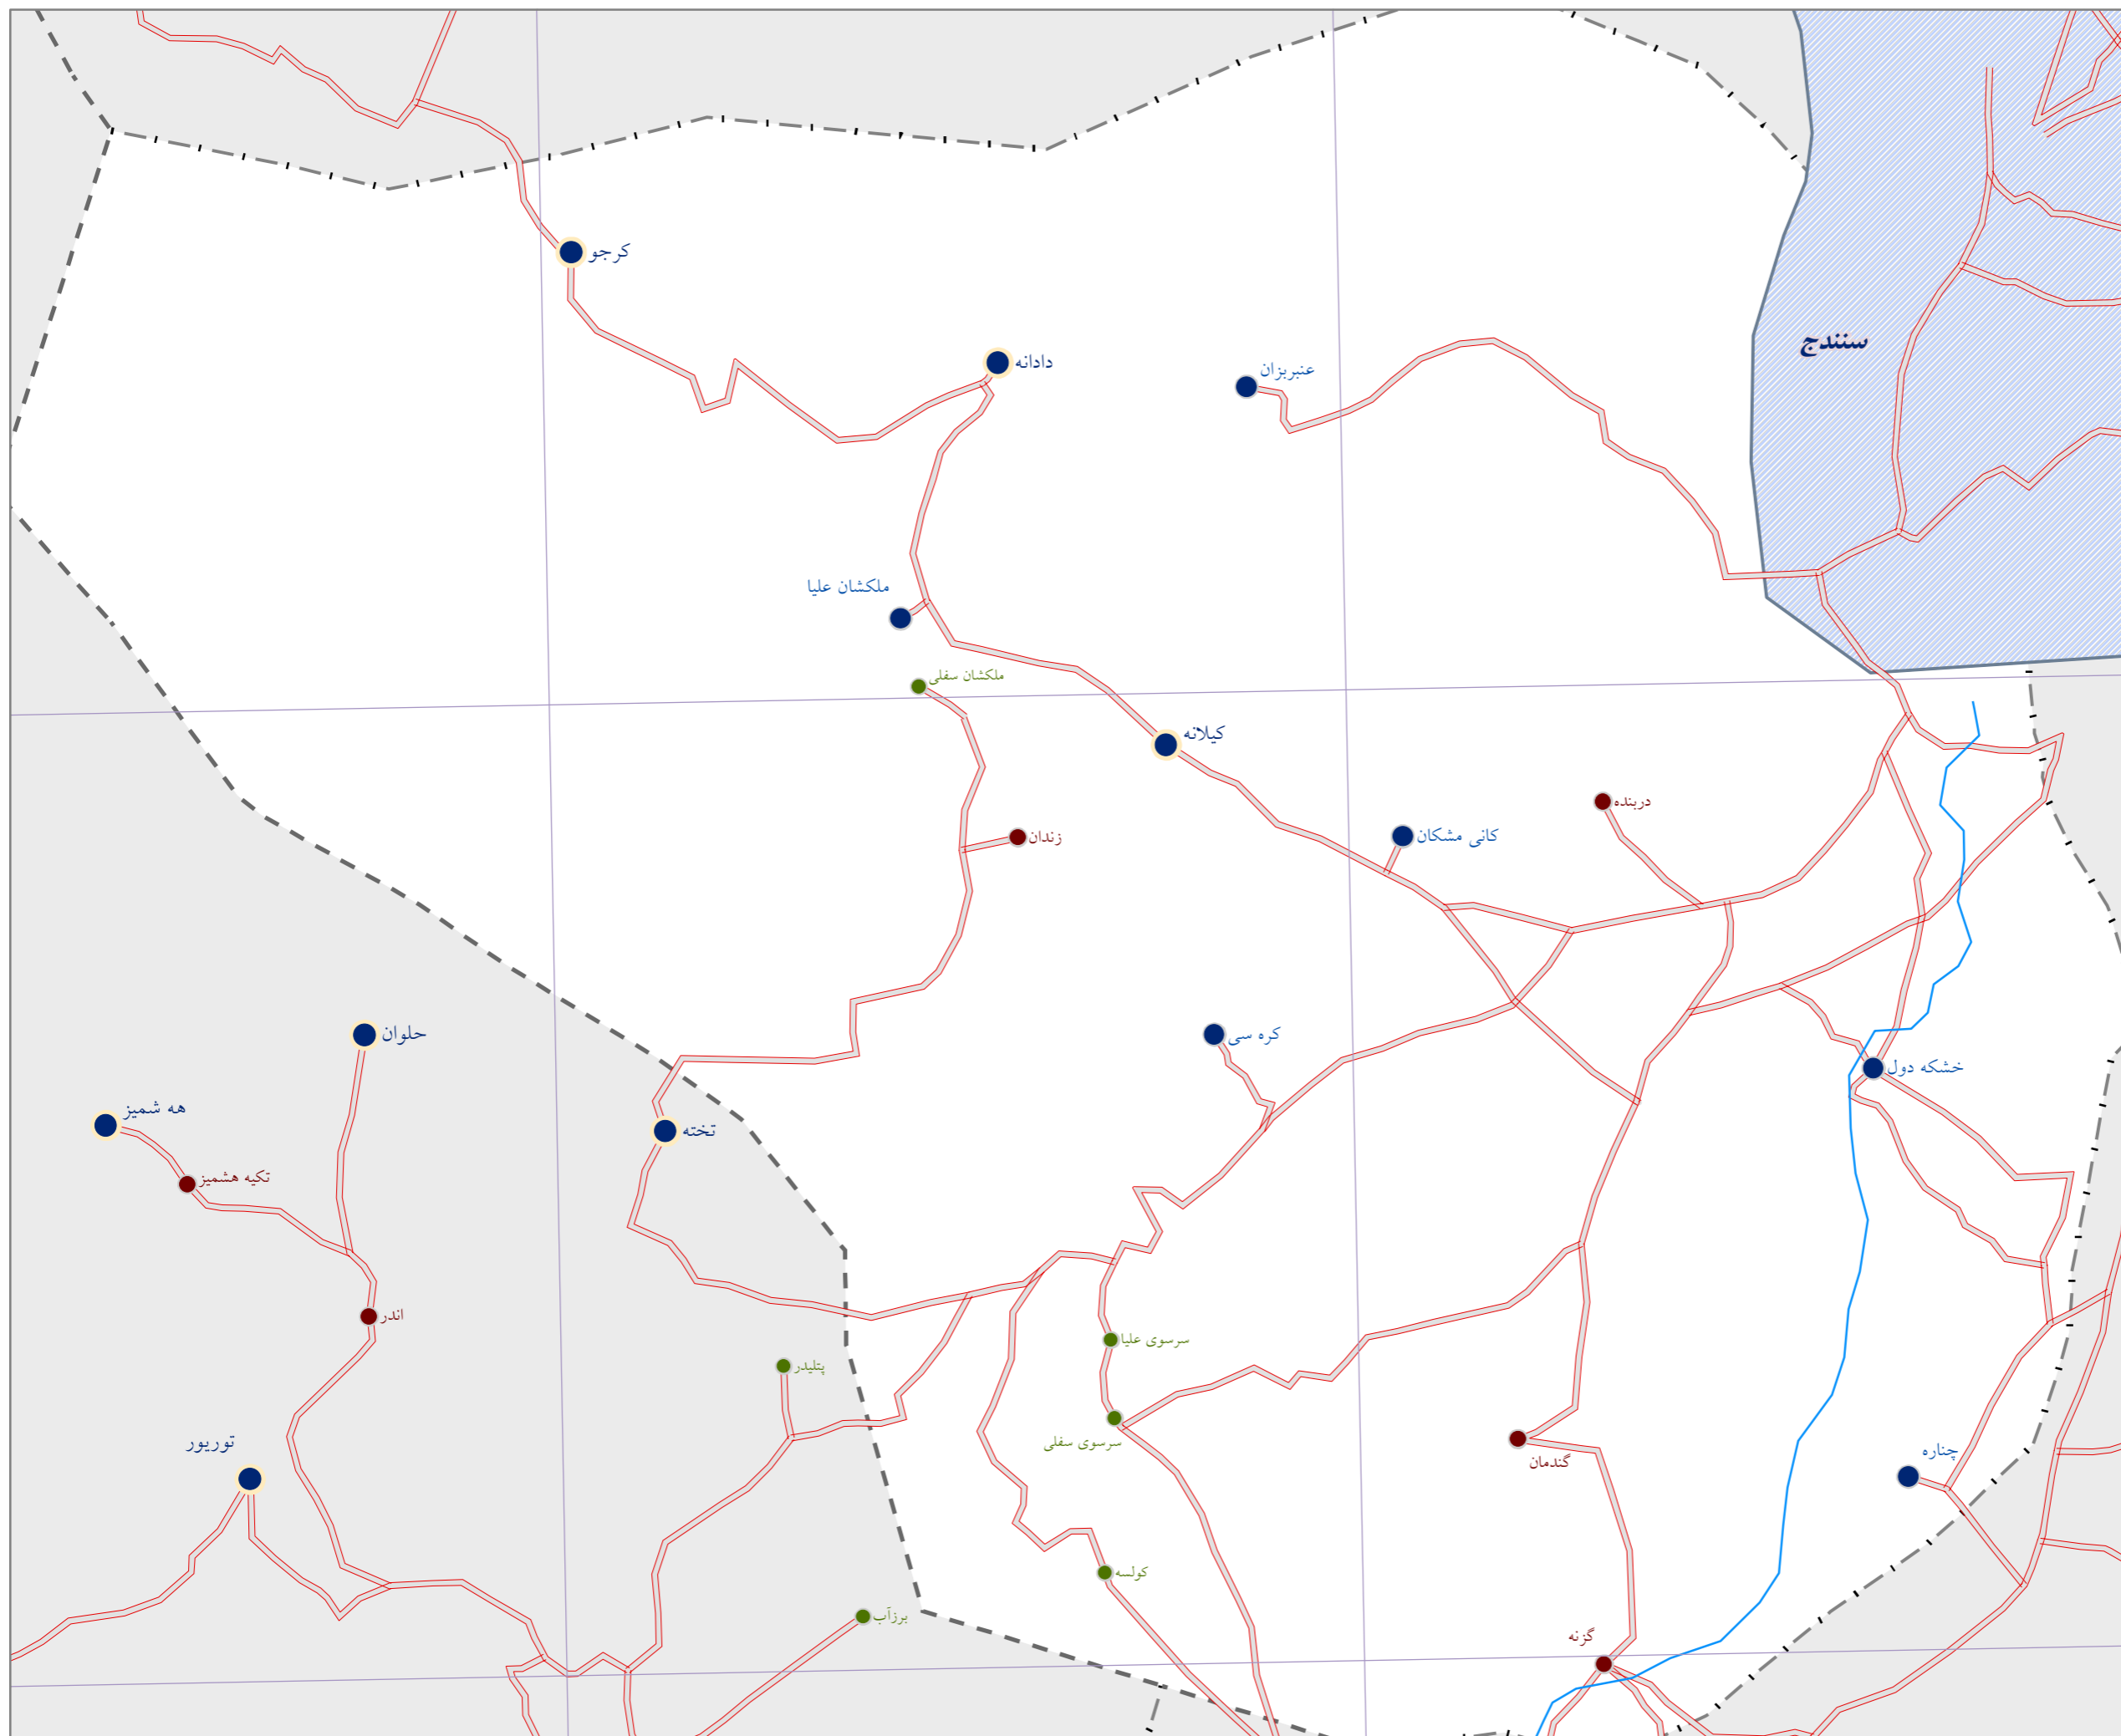 کرجو
سنندج
دادانه
عنبربزان
ملکشان علیا
ملکشان سفلی
کیلانه
دربنده
کانی مشکان
زندان
حلوان
کره سی
خشکه دول
هه شمیز
تخته
تکیه هشمیز
اندر
سرسوی علیا
پتلیدر
توریور
سرسوی سفلی
چناره
گندمان
کولسه
برزآب
گزنه